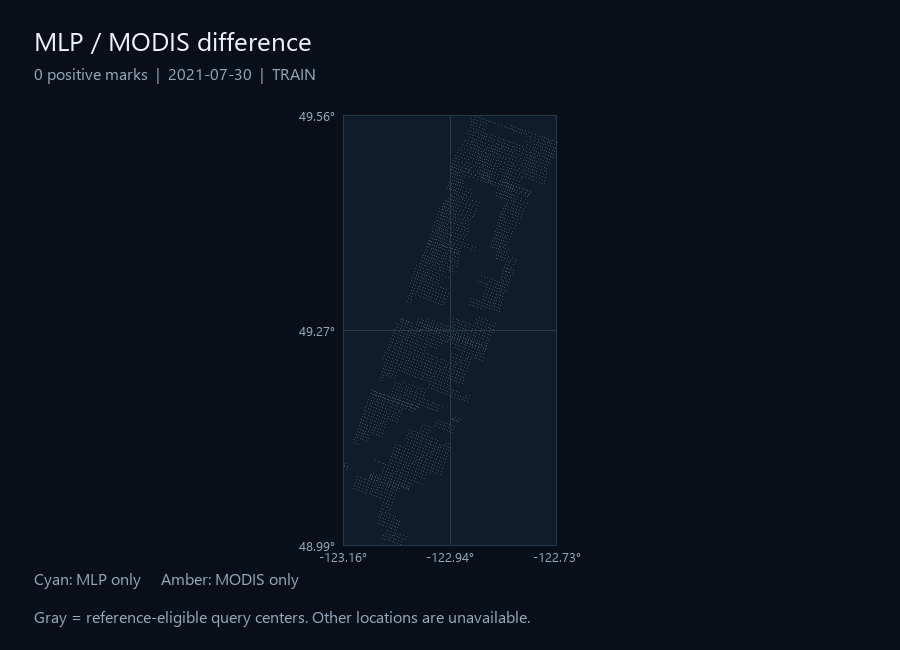 MLP / MODIS difference
0 positive marks | 2021-07-30 | TRAIN
49.56°
49.27°
48.99°
-123.16° -122.94° -122.73°
Cyan: MLP only Amber: MODIS only
Gray = reference-eligible query centers. Other locations are unavailable.